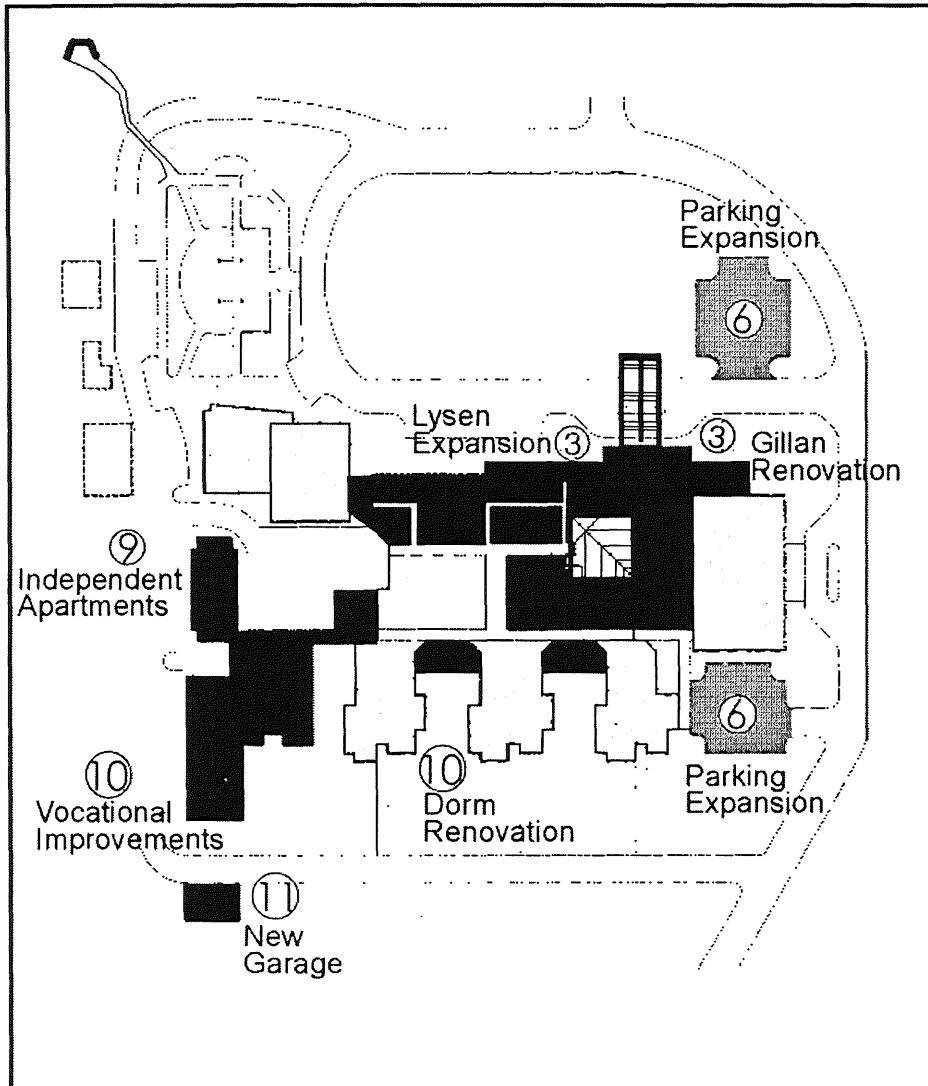 Parking
Expansion
6
Lysen
Expansion 3
3 Gillan
Renovation
9
Independent
Apartments
6
Parking
Expansion
10
Vocational
Improvements
10
Dorm
Renovation
11
New
Garage